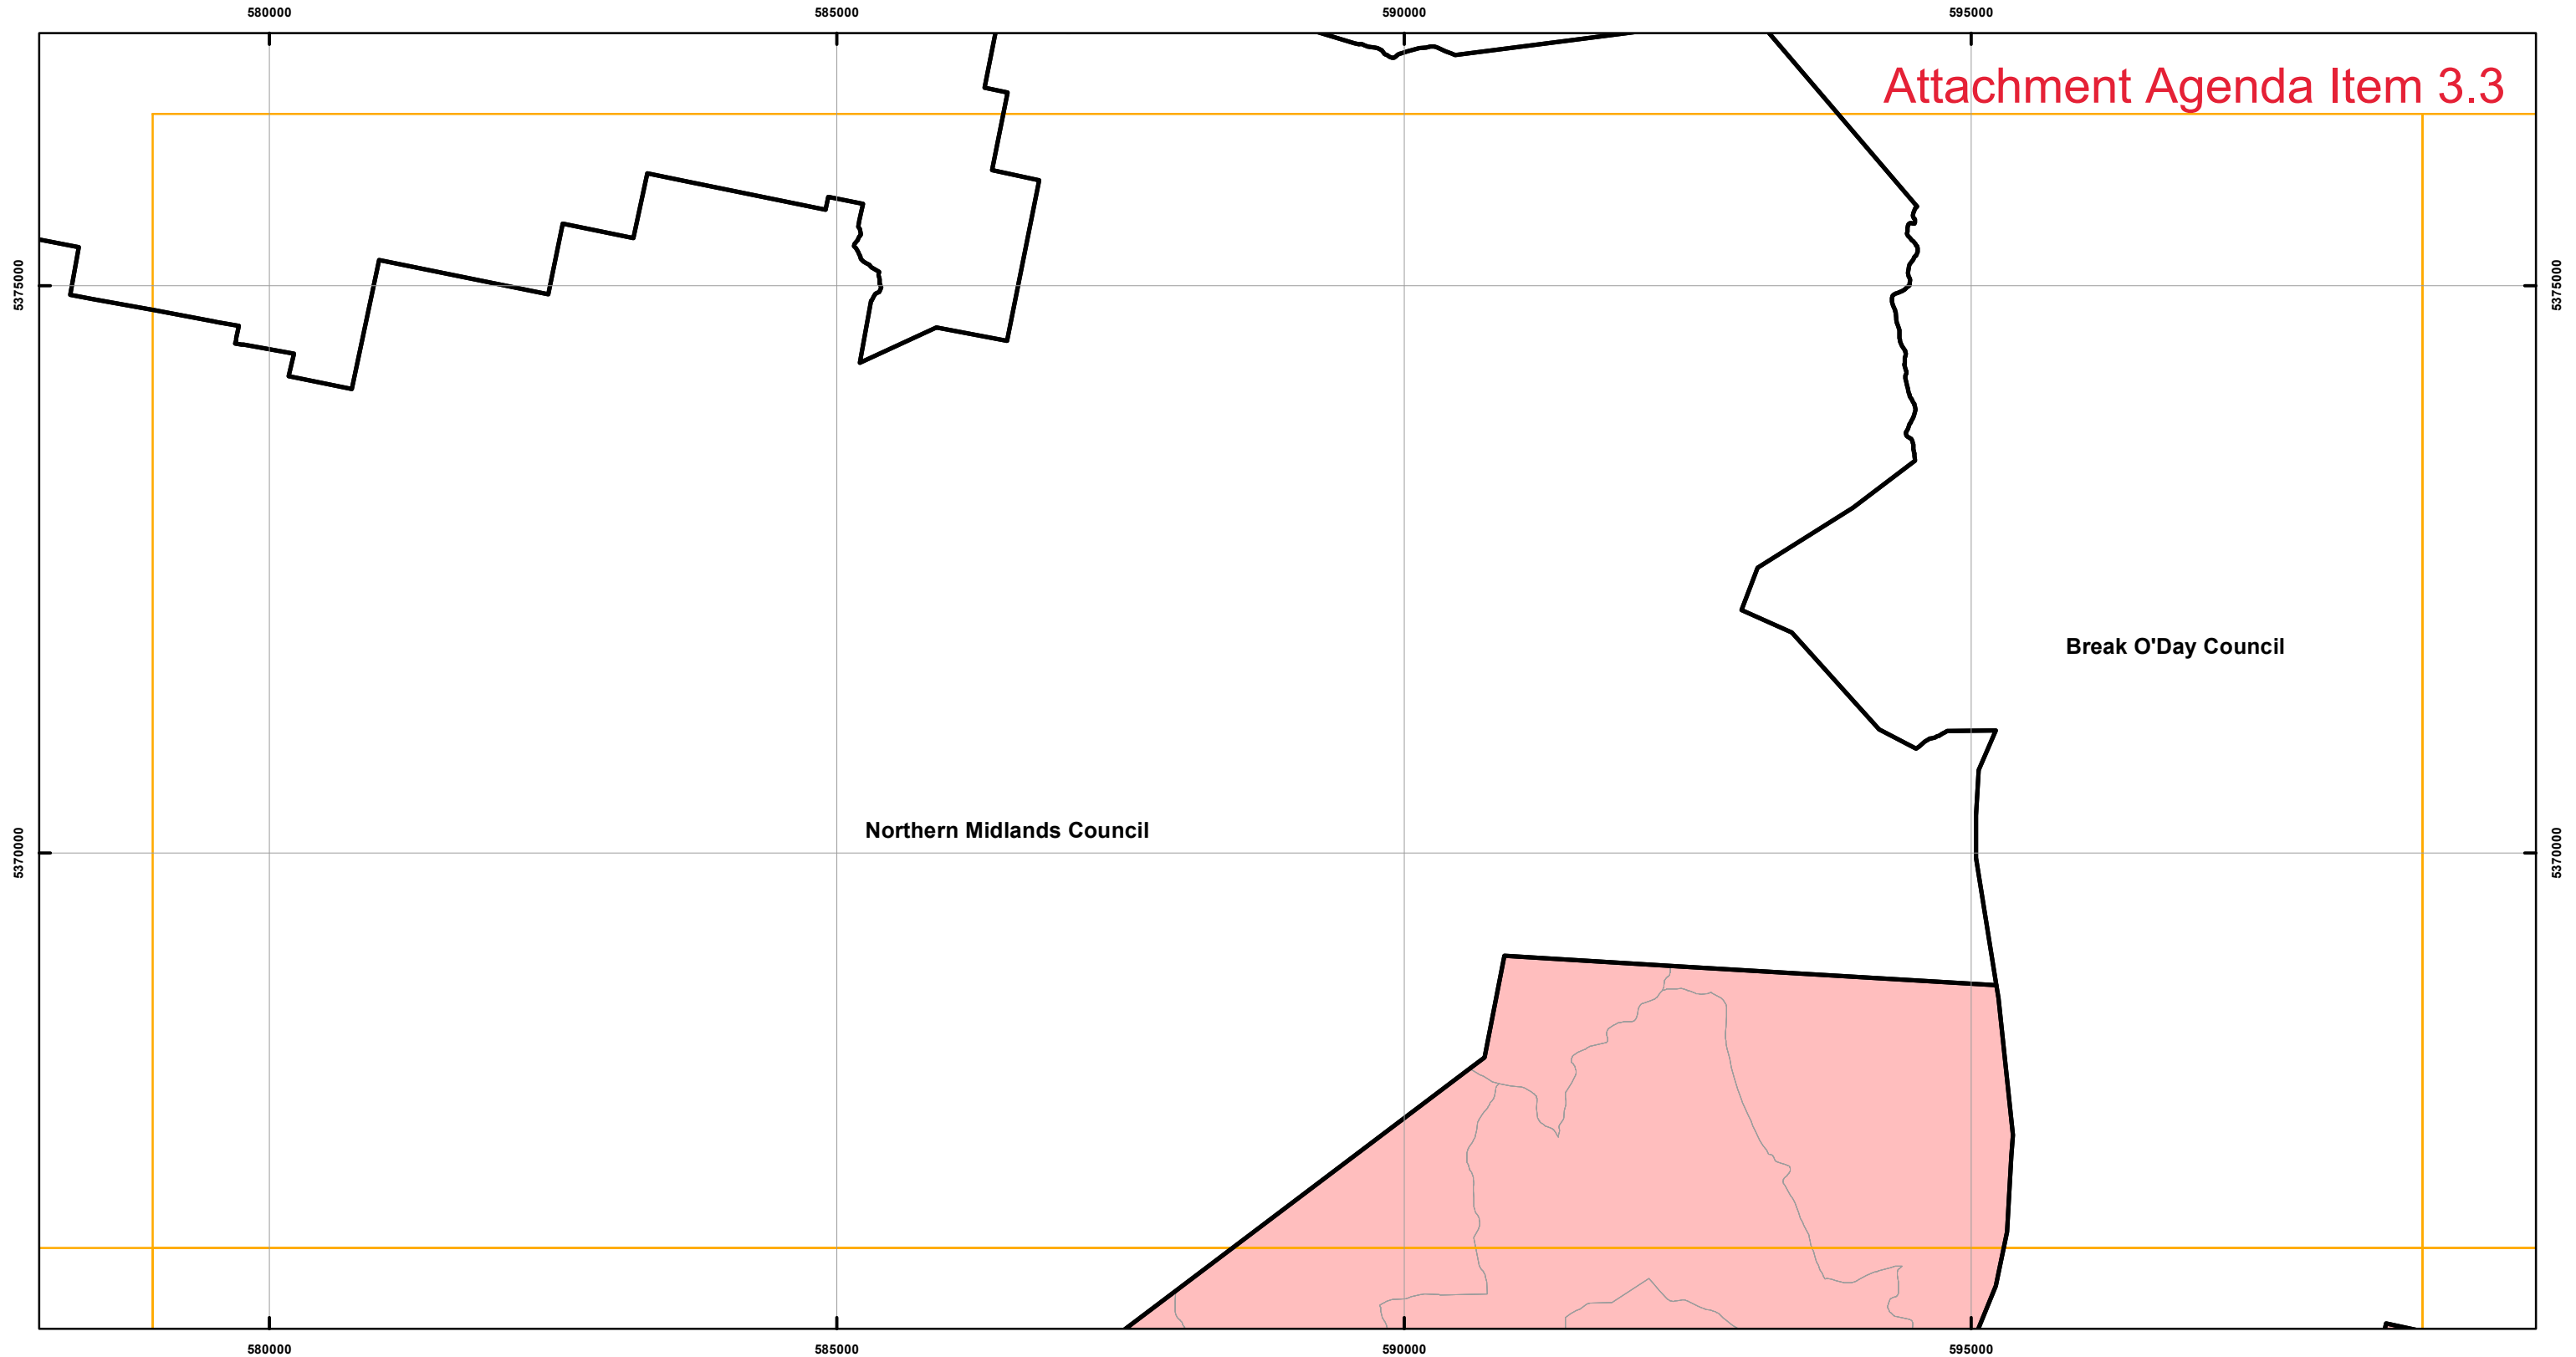 580000 585000 590000 595000
Attachment Agenda Item 3.3
5375000 5375000
Break O'Day Council
Northern Midlands Council
5370000 5370000
580000 585000 590000 595000